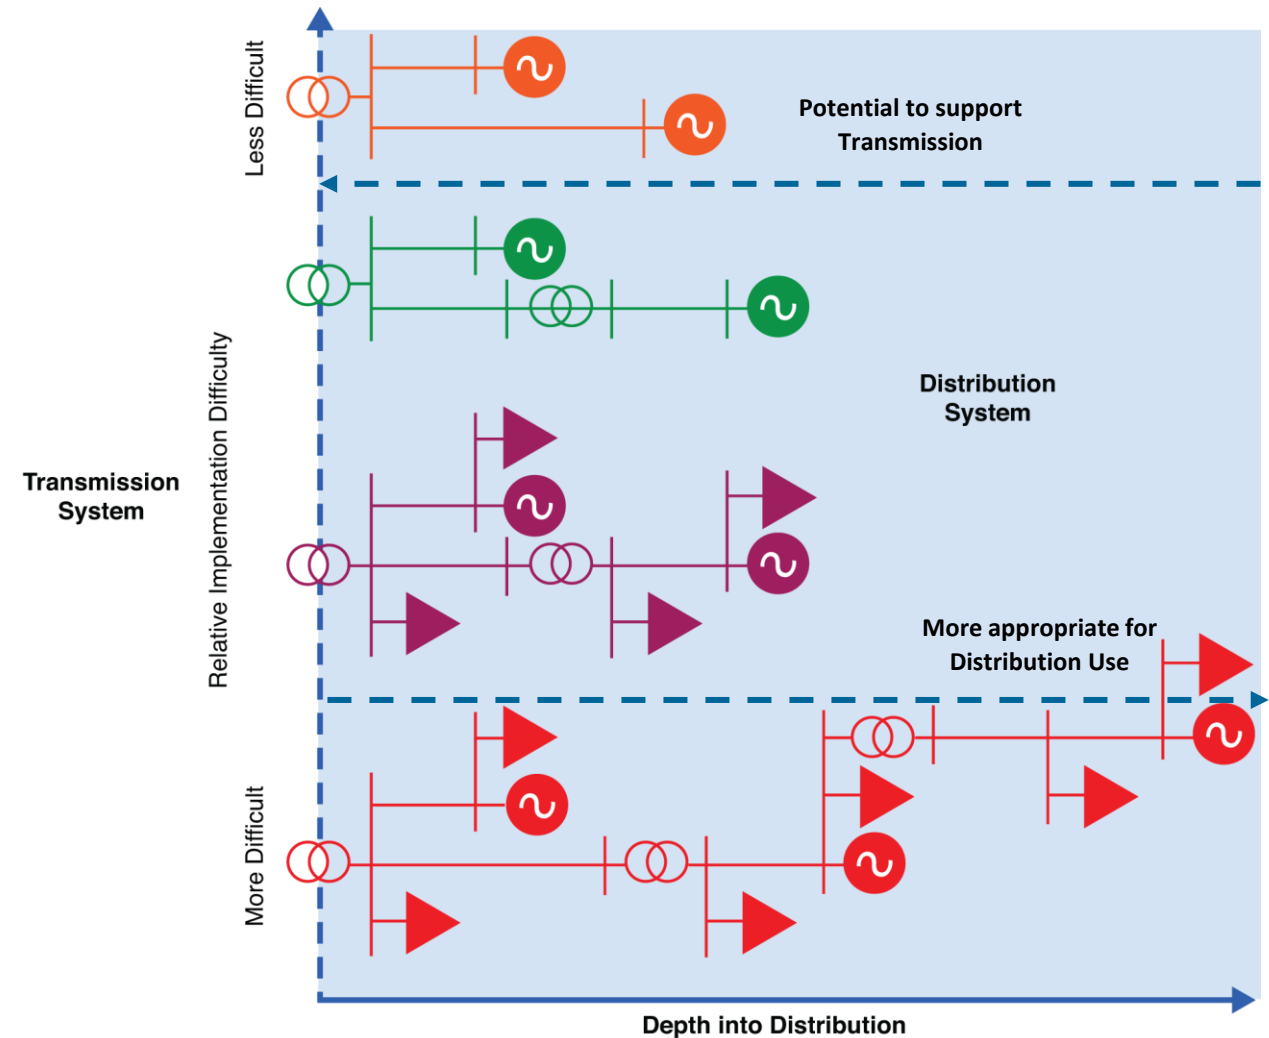 Less Difficult
Potential to support
Transmission
Distribution
System
Transmission
System
Relative Implementation Difficulty
More appropriate for
Distribution Use
More Difficult
Depth into Distribution